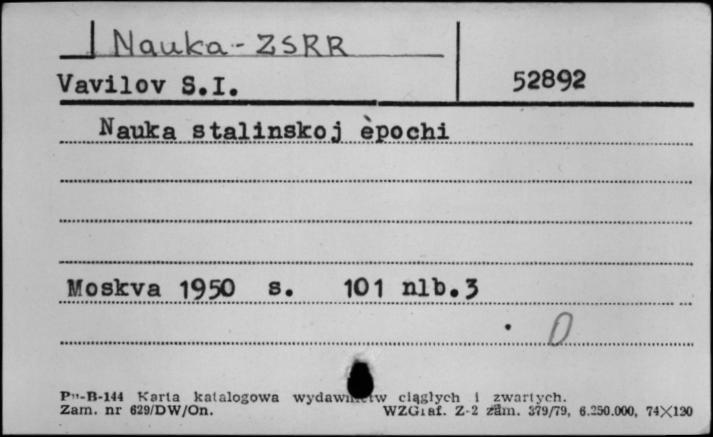 Nauka - ZSRR
Vavilov S.I. 52892
Nauka stalinskoj èpochi
Moskva 1950 s. 101 nlb.3
0
Pu-B-144 Karta katalogowa wydawnictw ciągłych i zwartych.
Zam. nr 629/DW/On. WZGraf. Z-2 zam. 379/79, 6.250.000, 74×120